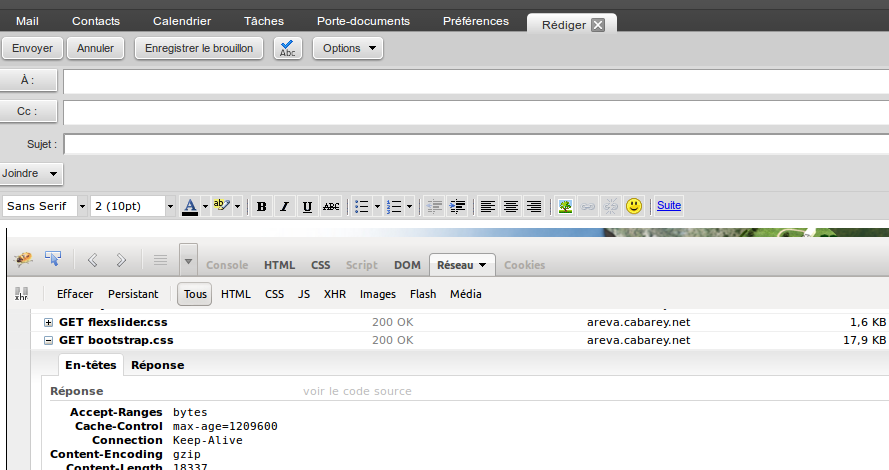 Mail Contacts Calendrier Tâches Porte-documents Préférences Rédiger
Envoyer Annuler Enregistrer le brouillon Abc Options
À :
Cc :
Sujet :
Joindre
Sans Serif 2 (10pt) A ab B I U ABC Suite
Console HTML CSS Script DOM Réseau Cookies
xhr Effacer Persistant Tous HTML CSS JS XHR Images Flash Média
GET flexslider.css 200 OK areva.cabarey.net 1,6 KB
GET bootstrap.css 200 OK areva.cabarey.net 17,9 KB
En-têtes Réponse
Réponse voir le code source
Accept-Ranges bytes
Cache-Control max-age=1209600
Connection Keep-Alive
Content-Encoding gzip
Content-Length 18337